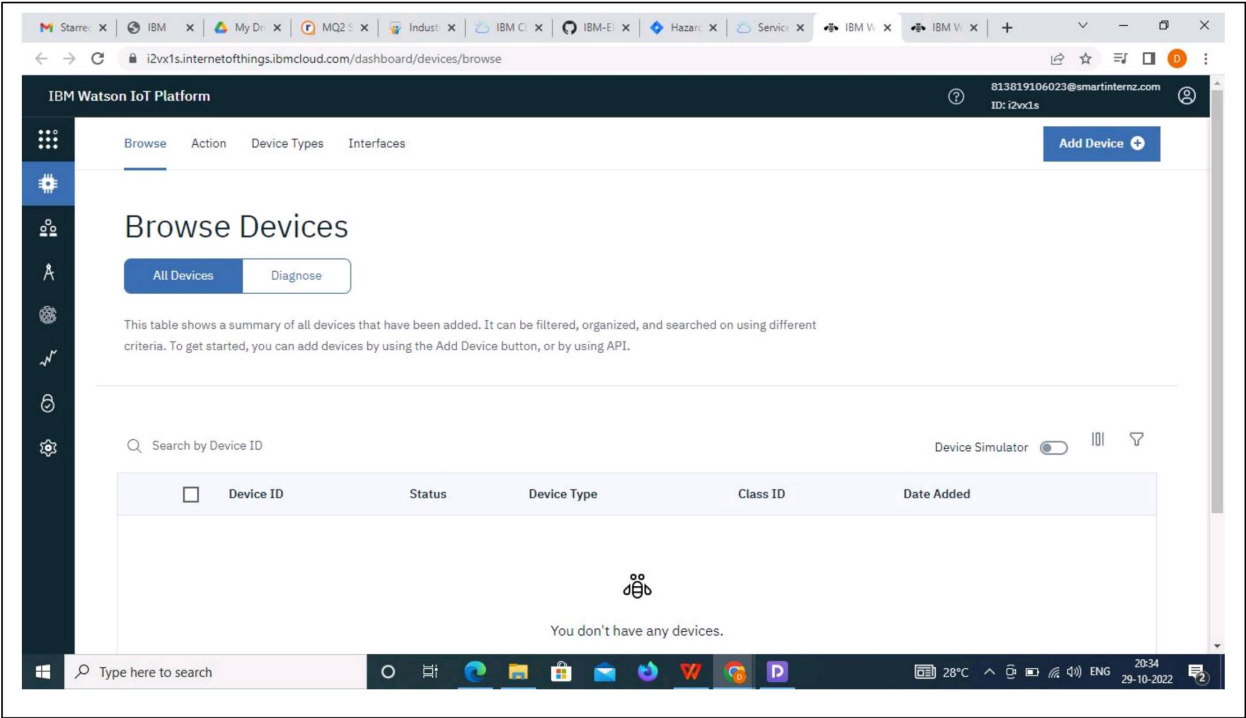 Starre
IBM
My Dr
MQ2 S
Indust
IBM Cl
IBM-E
Hazar
Servic
IBM W
IBM W
i2vx1s.internetofthings.ibmcloud.com/dashboard/devices/browse
D
IBM Watson IoT Platform
813819106023@smartinternz.com
ID: i2vx1s
Browse Action Device Types Interfaces
Add Device
Browse Devices
All Devices Diagnose
This table shows a summary of all devices that have been added. It can be filtered, organized, and searched on using different
criteria. To get started, you can add devices by using the Add Device button, or by using API.
Search by Device ID
Device Simulator
Device ID Status Device Type Class ID Date Added
You don't have any devices.
Type here to search
28°C
ENG
20:34
29-10-2022
2